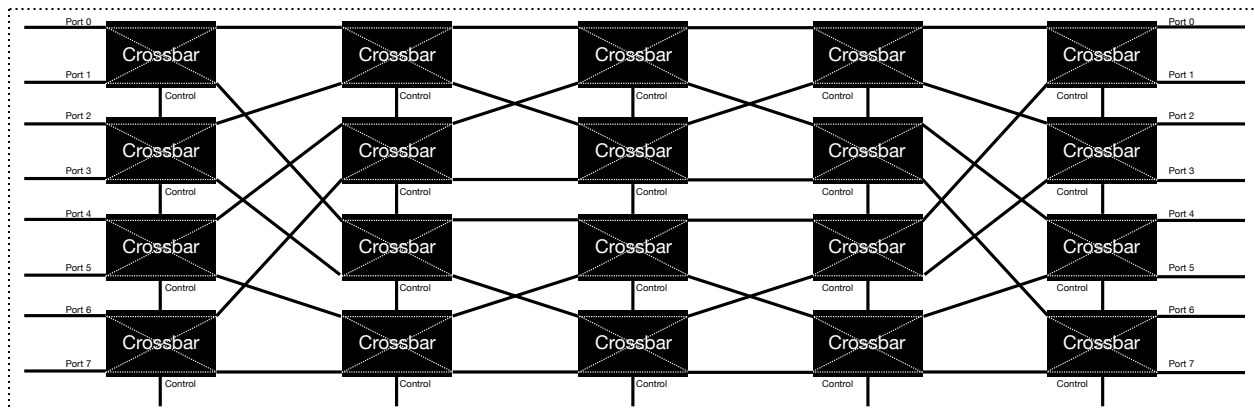 Port 0 Port 0
Crossbar Crossbar Crossbar Crossbar Crossbar
Port 1 Port 1
Control Control Control Control Control
Port 2 Port 2
Crossbar Crossbar Crossbar Crossbar Crossbar
Port 3 Port 3
Control Control Control Control Control
Port 4 Port 4
Crossbar Crossbar Crossbar Crossbar Crossbar
Port 5 Port 5
Control Control Control Control Control
Port 6 Port 6
Crossbar Crossbar Crossbar Crossbar Crossbar
Port 7 Port 7
Control Control Control Control Control